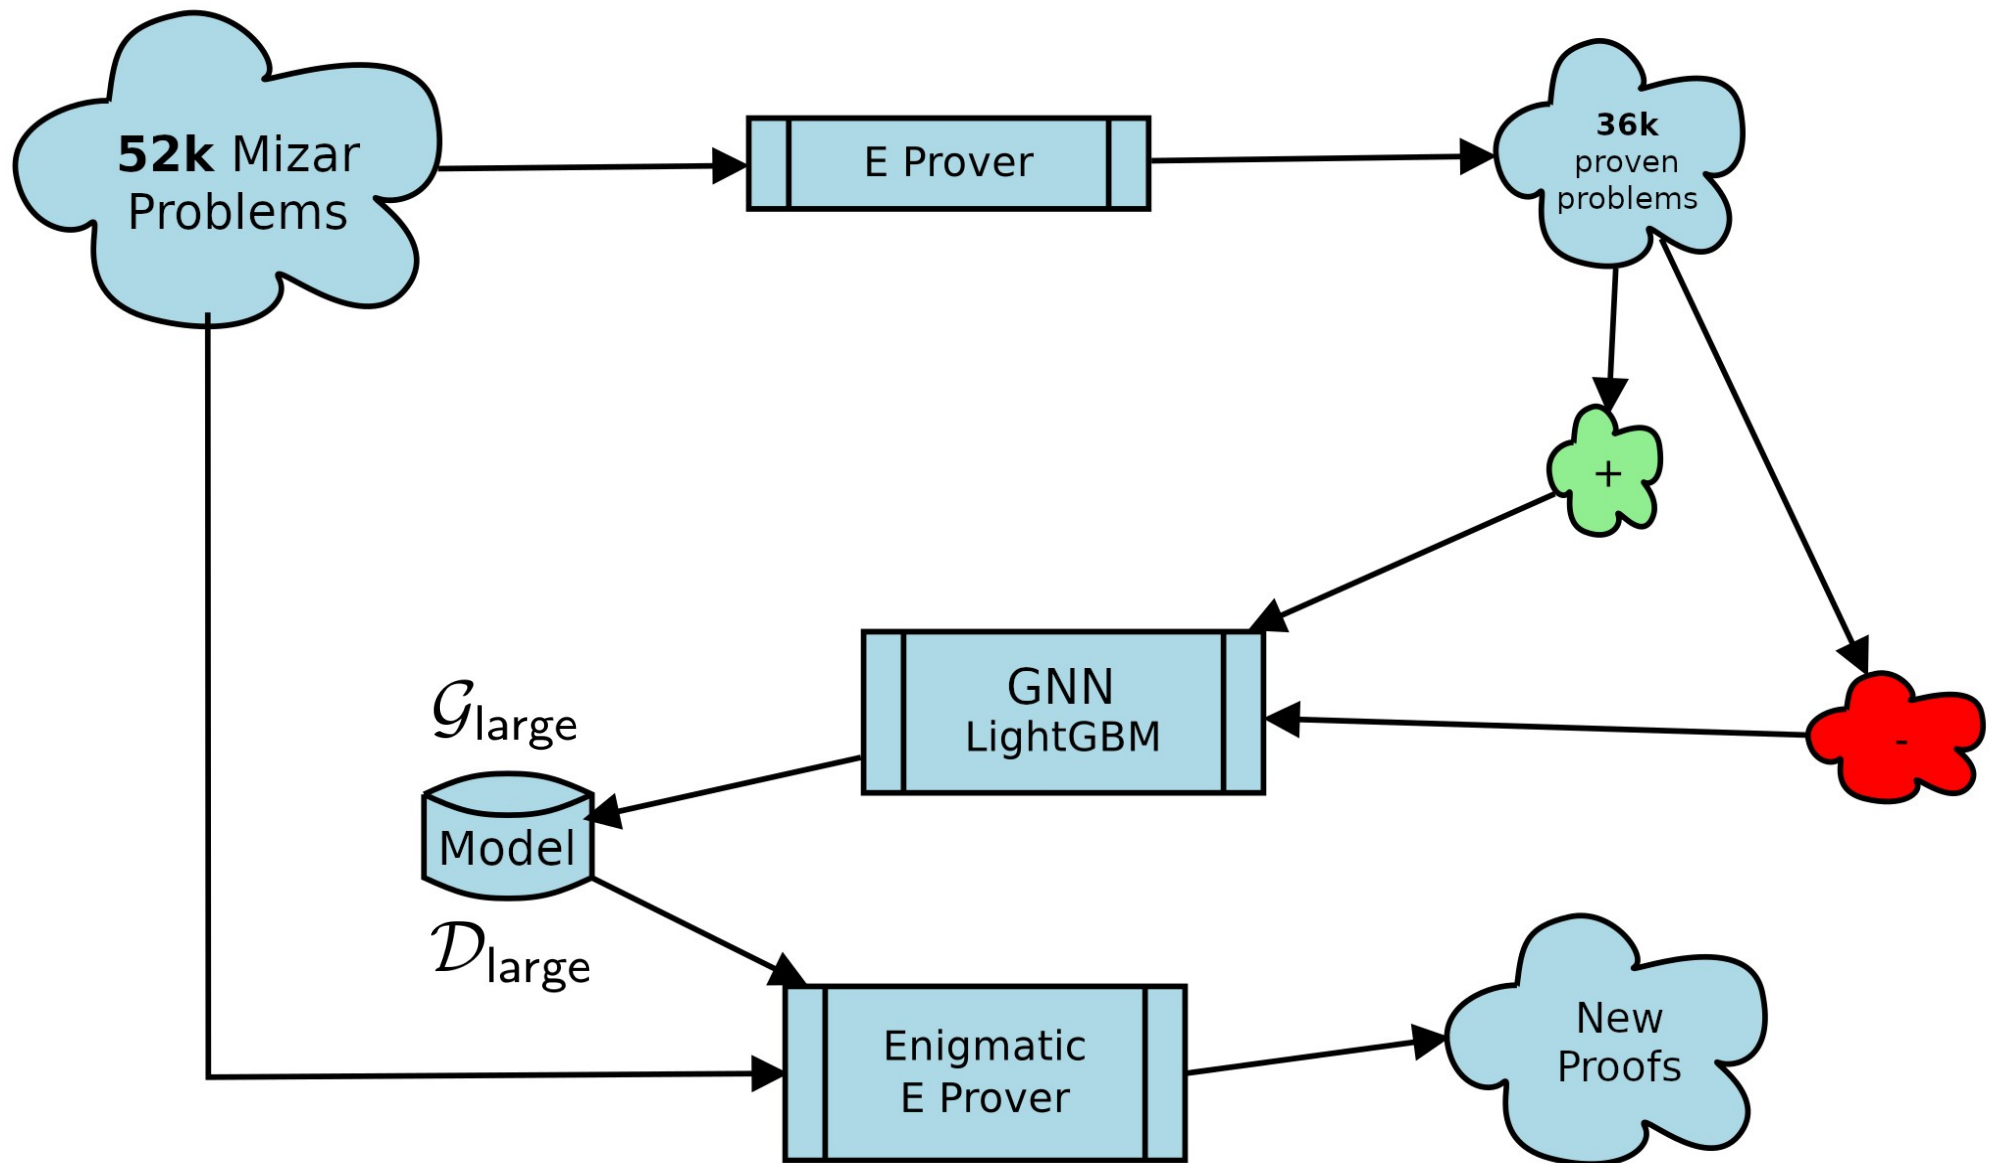 52k Mizar
Problems
E Prover
36k
proven
problems
+
GNN
LightGBM
-
𝒢large
Model
𝒟large
Enigmatic
E Prover
New
Proofs